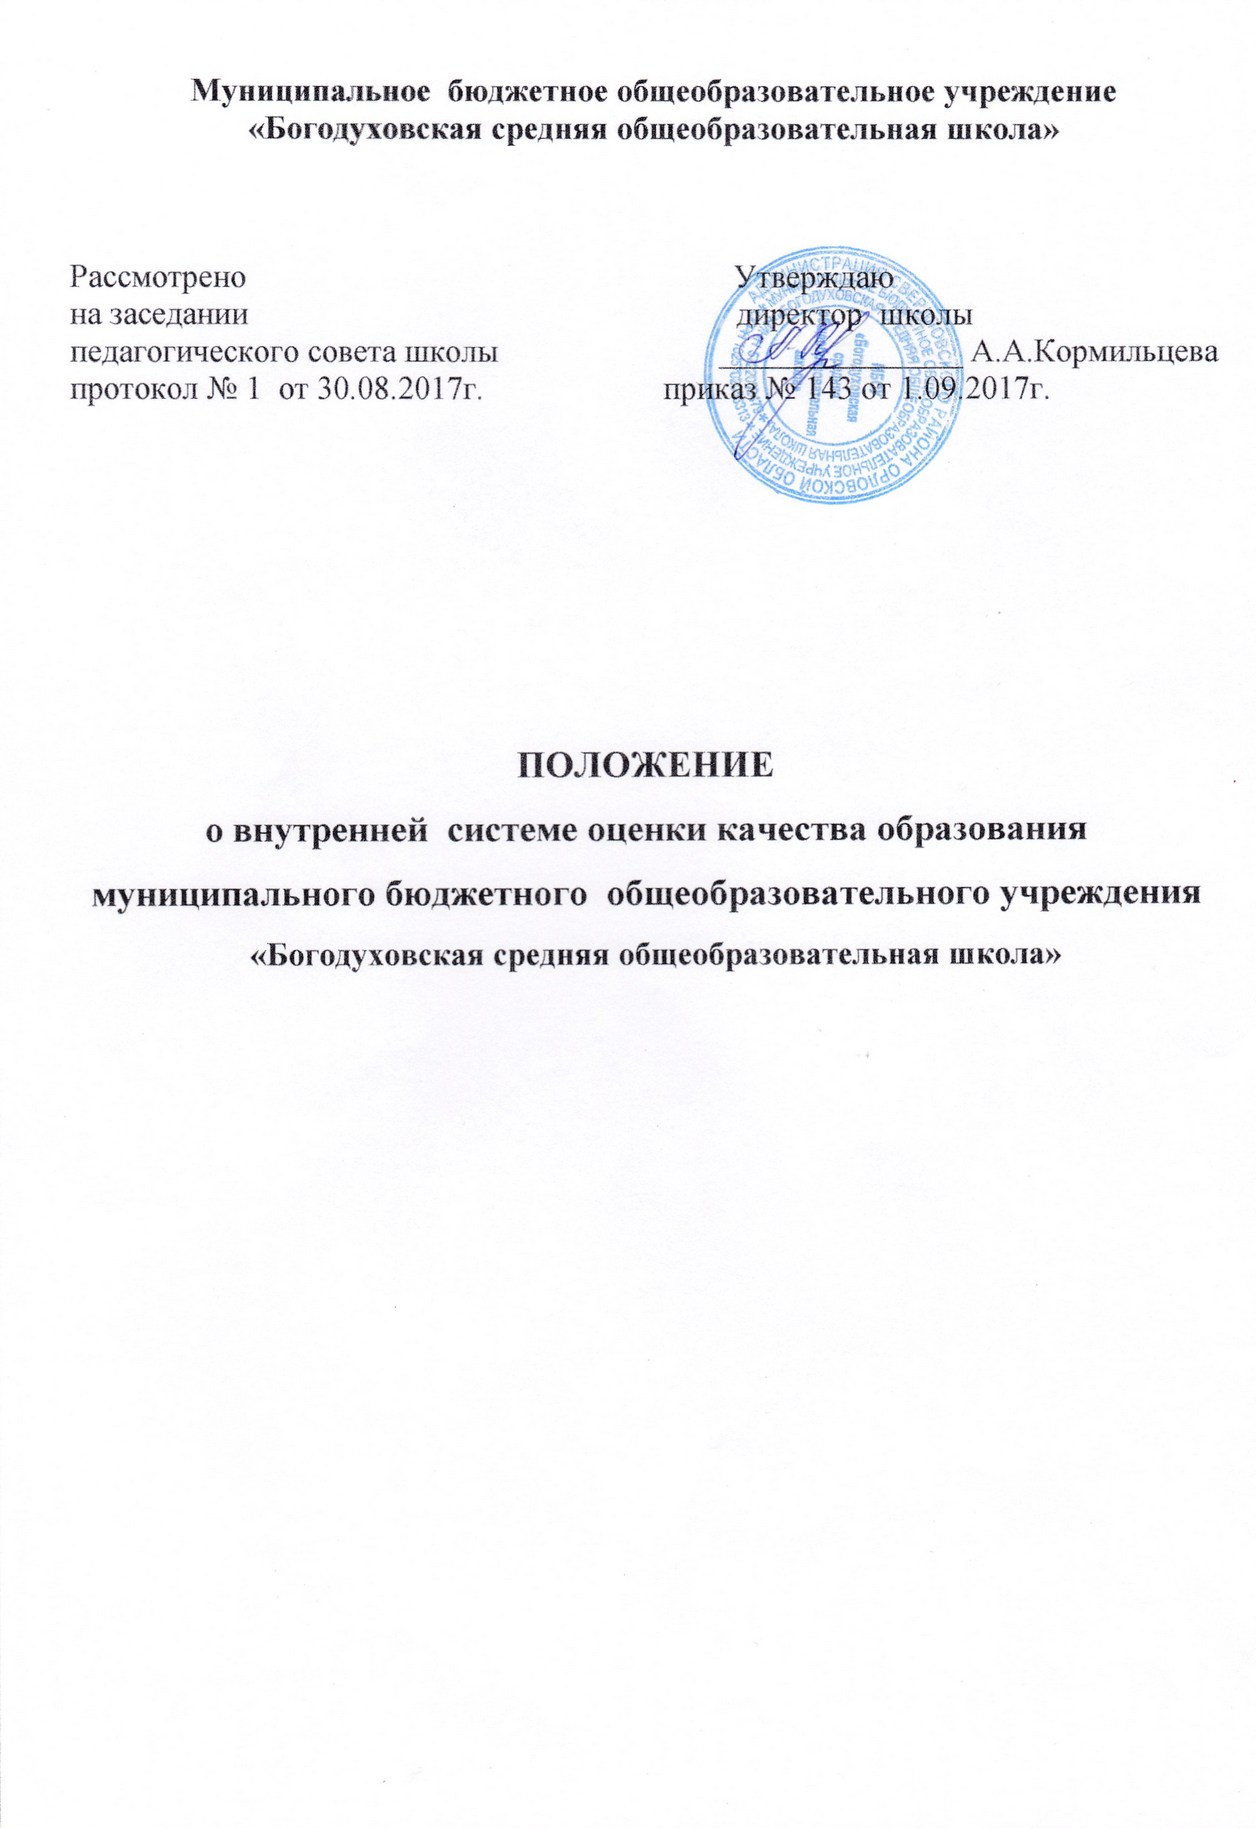 Муниципальное бюджетное общеобразовательное учреждение
«Богодуховская средняя общеобразовательная школа»
Рассмотрено
на заседании
педагогического совета школы
протокол № 1 от 30.08.2017г.
Утверждаю
директор школы
А.А.Кормильцева
приказ № 143 от 1.09.2017г.
ПОЛОЖЕНИЕ
о внутренней системе оценки качества образования
муниципального бюджетного общеобразовательного учреждения
«Богодуховская средняя общеобразовательная школа»